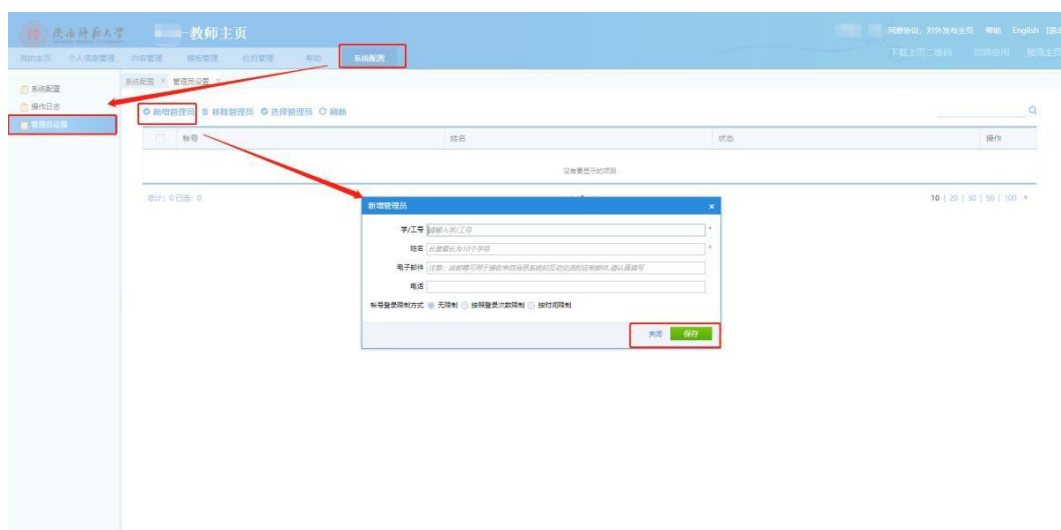 陕西师范大学
-教师主页
同意协议，对外发布主页 帮助 English [退出
我的主页 个人信息管理 内容管理 模板管理 栏目管理 帮助 系统配置
下载主页二维码 切换应用 预览主页
系统配置
操作日志
管理员设置
系统配置 × 管理员设置 ×
新增管理员 移除管理员 选择管理员 刷新
帐号 姓名 状态 操作
没有要显示的项目
总计：0 已选：0
10 | 20 | 30 | 50 | 100
新增管理员 ×
学/工号 请输入学/工号 *
姓名 长度最长为10个字符 *
电子邮件
电话
帐号登录限制方式 无限制 按照登录次数限制 按时间限制
关闭 保存